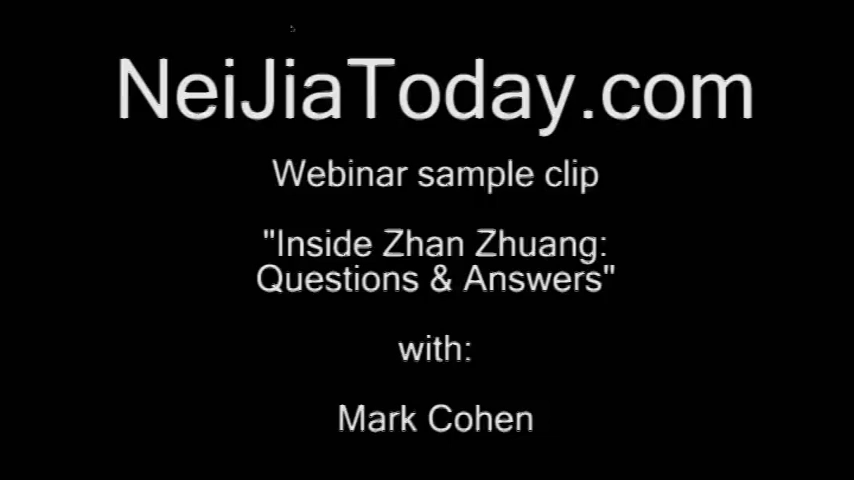 NeiJiaToday.com
Webinar sample clip
"Inside Zhan Zhuang:
Questions & Answers"
with:
Mark Cohen